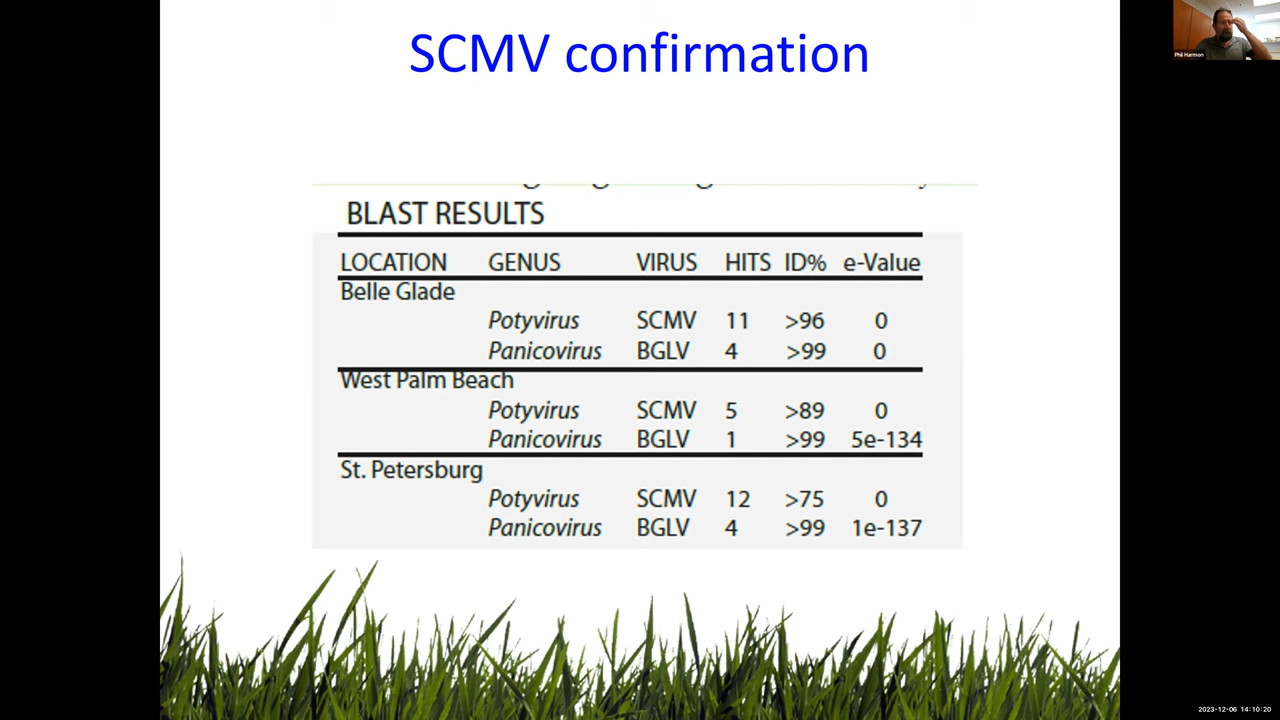 SCMV confirmation
Phil Harmon
BLAST RESULTS
LOCATION GENUS VIRUS HITS ID% e-Value
Belle Glade
Potyvirus SCMV 11 >96 0
Panicovirus BGLV 4 >99 0
West Palm Beach
Potyvirus SCMV 5 >89 0
Panicovirus BGLV 1 >99 5e-134
St. Petersburg
Potyvirus SCMV 12 >75 0
Panicovirus BGLV 4 >99 1e-137
2023-12-06 14:10:20